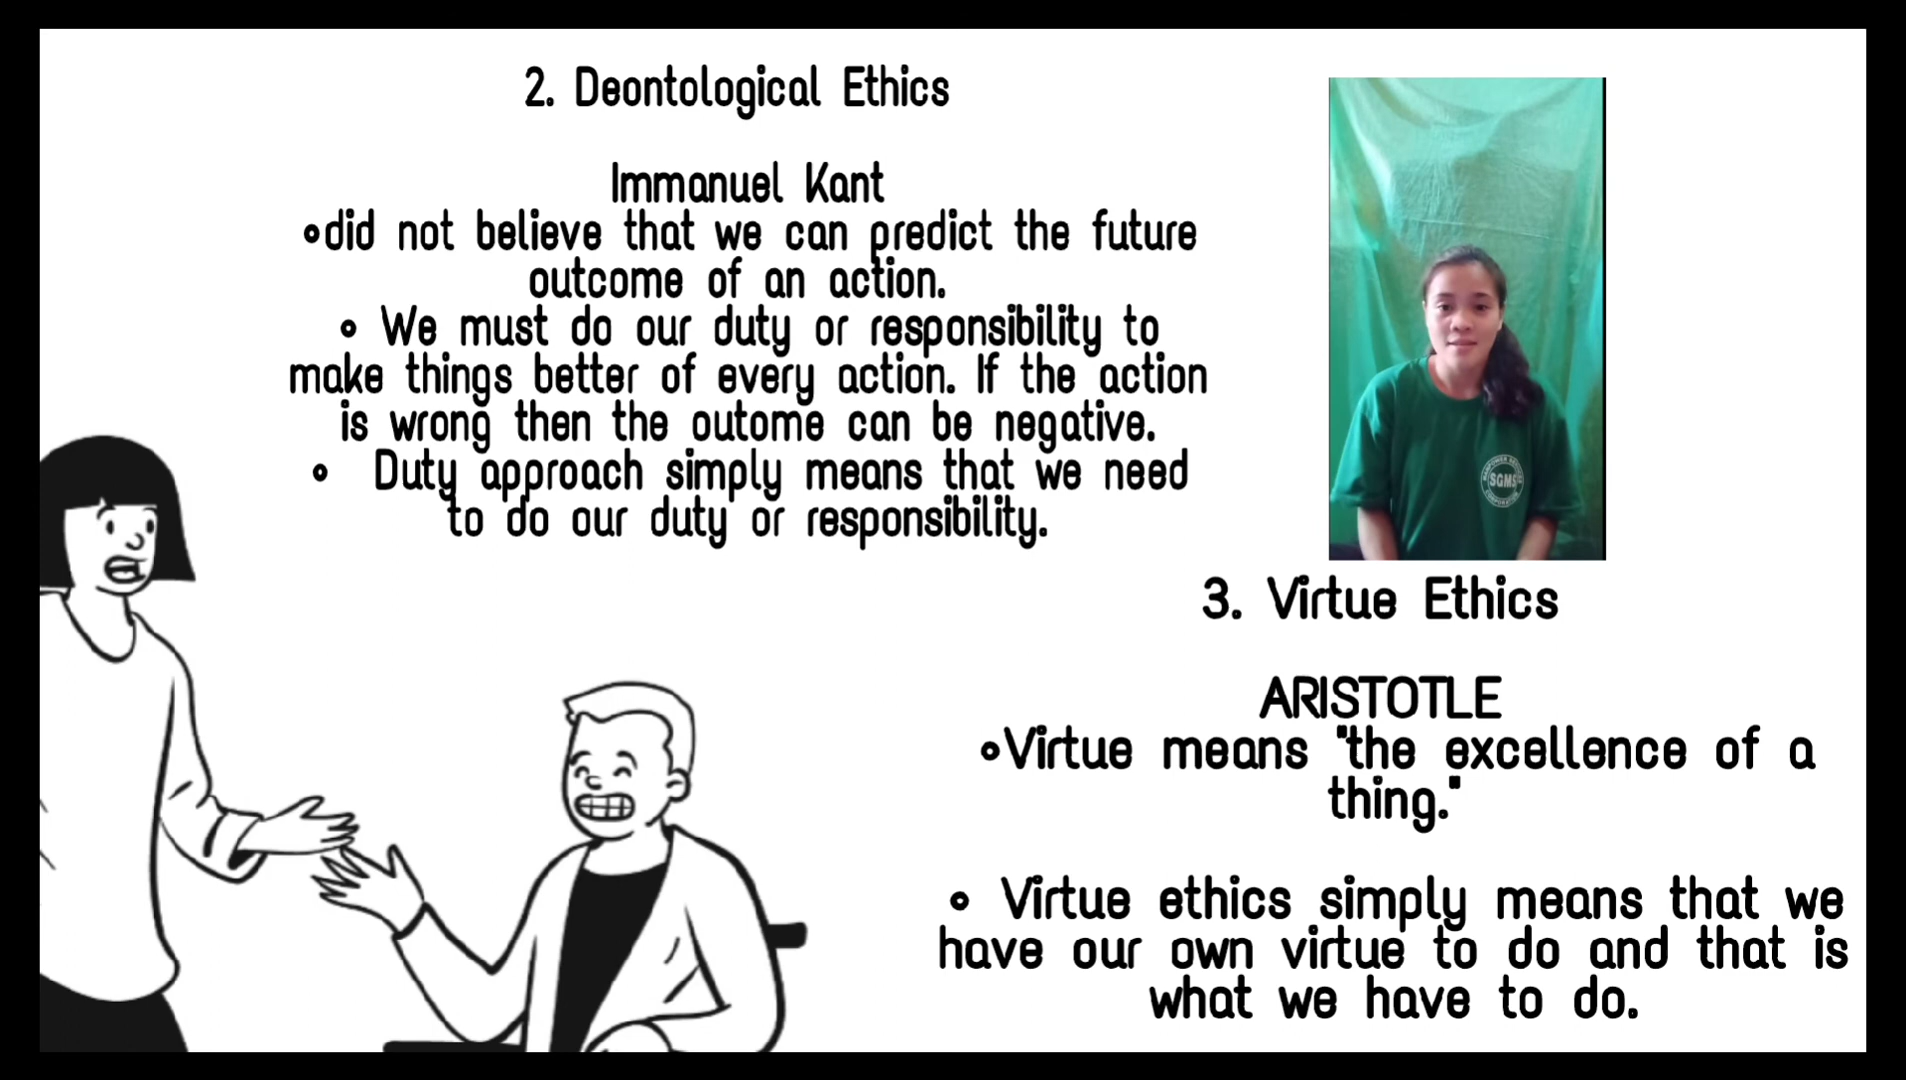 2. Deontological Ethics
Immanuel Kant
∘did not believe that we can predict the future
outcome of an action.
∘ We must do our duty or responsibility to
make things better of every action. If the action
is wrong then the outome can be negative.
∘ Duty approach simply means that we need
to do our duty or responsibility.
SGMS
3. Virtue Ethics
ARISTOTLE
∘Virtue means "the excellence of a
thing."
∘ Virtue ethics simply means that we
have our own virtue to do and that is
what we have to do.